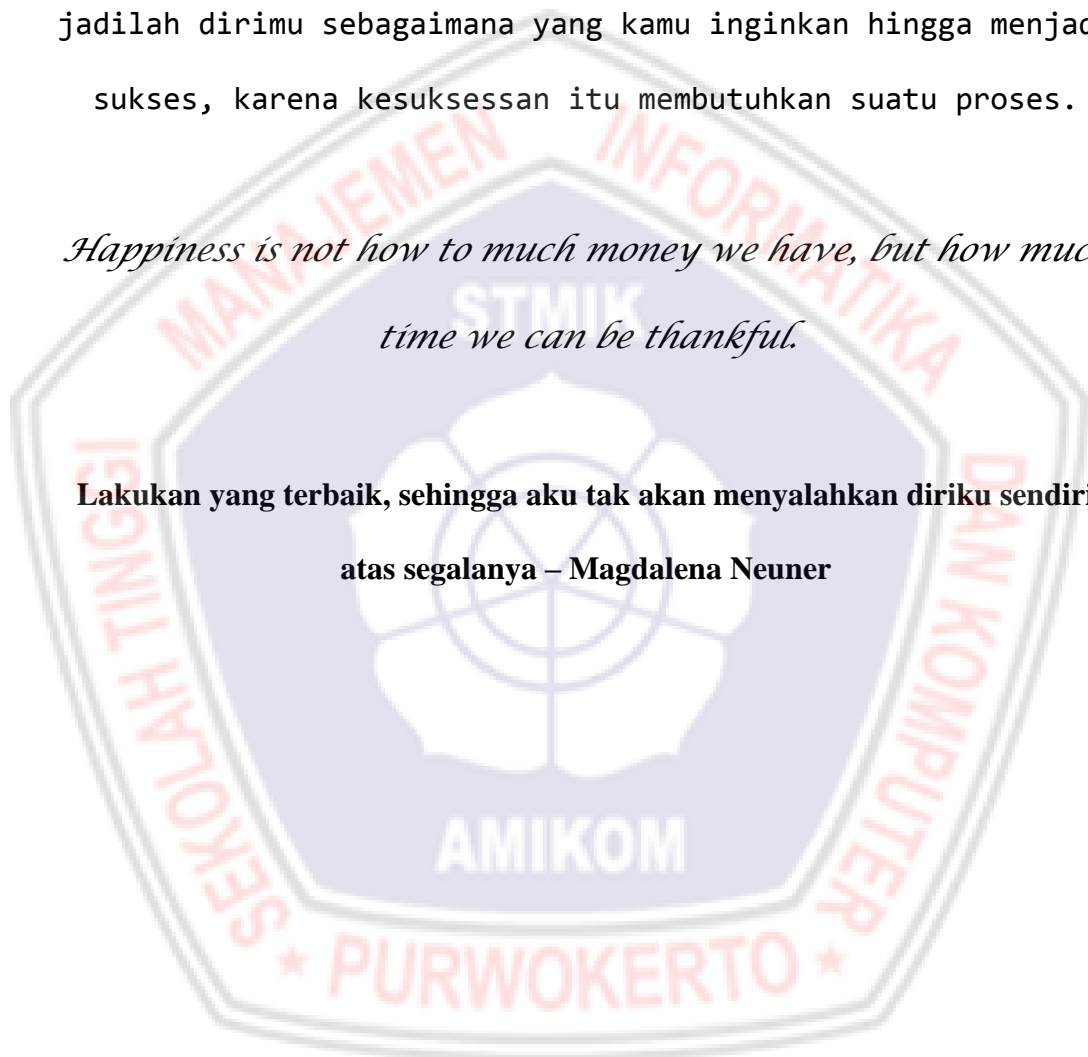 jadilah dirimu sebagaimana yang kamu inginkan hingga menjad
sukses, karena kesuksessan itu membutuhkan suatu proses.
Happiness is not how to much money we have, but how muc
time we can be thankful.
Lakukan yang terbaik, sehingga aku tak akan menyalahkan diriku sendiri
atas segalanya – Magdalena Neuner
SEKOLAH TINGGI MANAJEMEN INFORMATIKA DAN KOMPUTER
STMIK
AMIKOM
* PURWOKERTO *